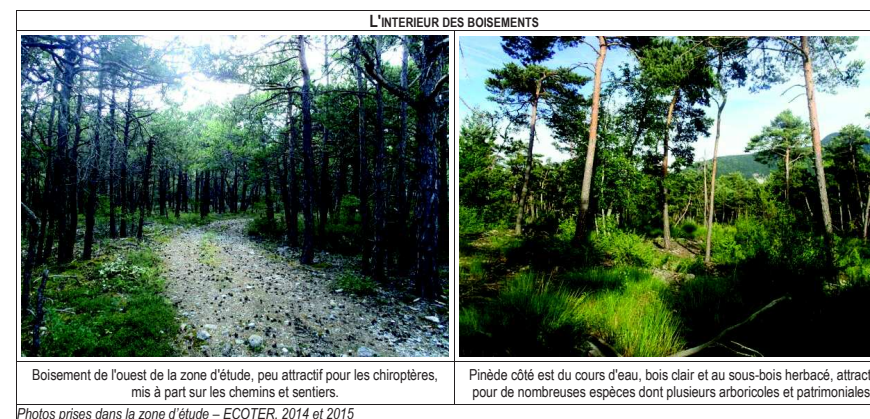 L'INTERIEUR DES BOISEMENTS
Boisement de l'ouest de la zone d'étude, peu attractif pour les chiroptères,
mis à part sur les chemins et sentiers.
Pinède côté est du cours d'eau, bois clair et au sous-bois herbacé, attract
pour de nombreuses espèces dont plusieurs arboricoles et patrimoniales
Photos prises dans la zone d'étude – ECOTER, 2014 et 2015